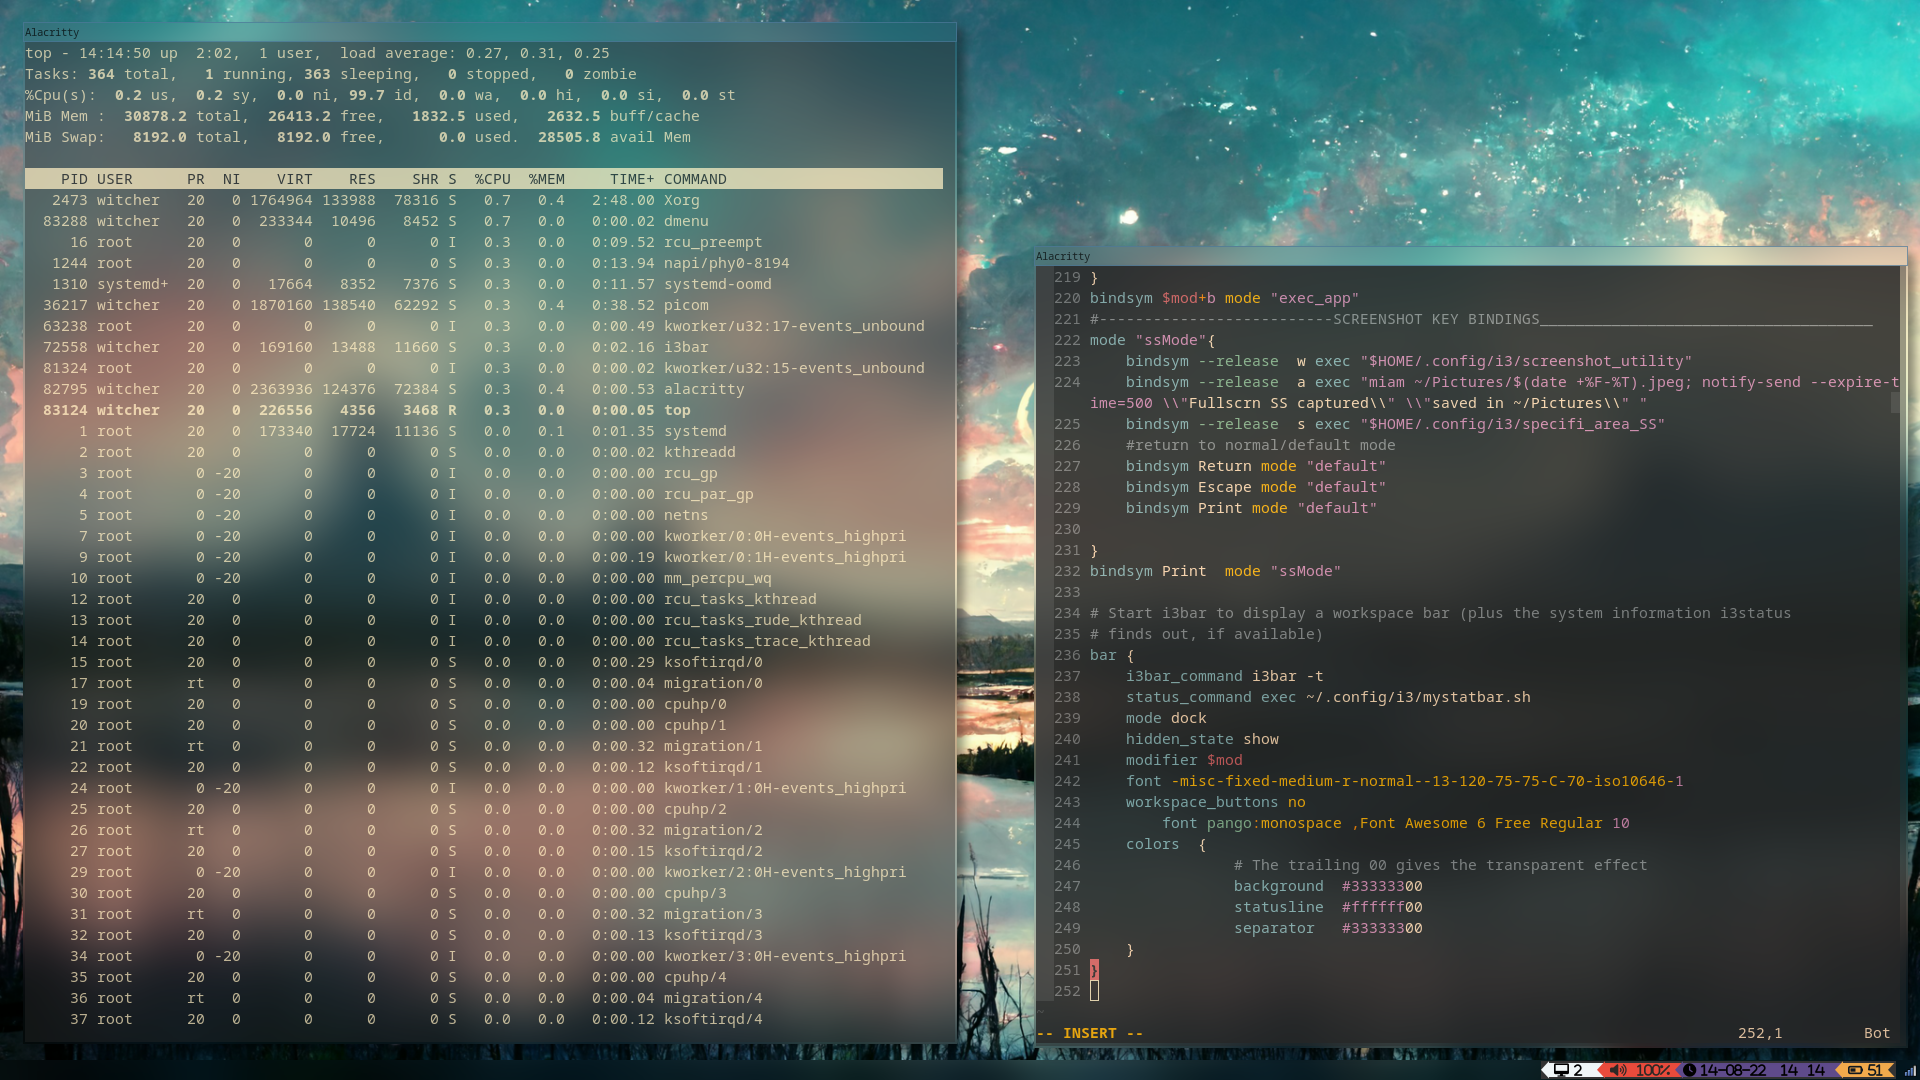 Alacritty
top - 14:14:50 up  2:02,  1 user,  load average: 0.27, 0.31, 0.25
Tasks: 364 total,   1 running, 363 sleeping,   0 stopped,   0 zombie
%Cpu(s):  0.2 us,  0.2 sy,  0.0 ni, 99.7 id,  0.0 wa,  0.0 hi,  0.0 si,  0.0 st
MiB Mem :  30878.2 total,  26413.2 free,   1832.5 used,   2632.5 buff/cache
MiB Swap:   8192.0 total,   8192.0 free,      0.0 used.  28505.8 avail Mem
PID USER      PR  NI    VIRT    RES    SHR S  %CPU  %MEM     TIME+ COMMAND
2473 witcher   20   0 1764964 133988  78316 S   0.7   0.4   2:48.00 Xorg
83288 witcher   20   0  233344  10496   8452 S   0.7   0.0   0:00.02 dmenu
16 root      20   0       0      0      0 I   0.3   0.0   0:09.52 rcu_preempt
1244 root      20   0       0      0      0 S   0.3   0.0   0:13.94 napi/phy0-8194
1310 systemd+  20   0   17664   8352   7376 S   0.3   0.0   0:11.57 systemd-oomd
36217 witcher   20   0 1870160 138540  62292 S   0.3   0.4   0:38.52 picom
63238 root      20   0       0      0      0 I   0.3   0.0   0:00.49 kworker/u32:17-events_unbound
72558 witcher   20   0  169160  13488  11660 S   0.3   0.0   0:02.16 i3bar
81324 root      20   0       0      0      0 I   0.3   0.0   0:00.02 kworker/u32:15-events_unbound
82795 witcher   20   0 2363936 124376  72384 S   0.3   0.4   0:00.53 alacritty
83124 witcher   20   0  226556   4356   3468 R   0.3   0.0   0:00.05 top
1 root      20   0  173340  17724  11136 S   0.0   0.1   0:01.35 systemd
2 root      20   0       0      0      0 S   0.0   0.0   0:00.02 kthreadd
3 root       0 -20       0      0      0 I   0.0   0.0   0:00.00 rcu_gp
4 root       0 -20       0      0      0 I   0.0   0.0   0:00.00 rcu_par_gp
5 root       0 -20       0      0      0 I   0.0   0.0   0:00.00 netns
7 root       0 -20       0      0      0 I   0.0   0.0   0:00.00 kworker/0:0H-events_highpri
9 root       0 -20       0      0      0 I   0.0   0.0   0:00.19 kworker/0:1H-events_highpri
10 root       0 -20       0      0      0 I   0.0   0.0   0:00.00 mm_percpu_wq
12 root      20   0       0      0      0 I   0.0   0.0   0:00.00 rcu_tasks_kthread
13 root      20   0       0      0      0 I   0.0   0.0   0:00.00 rcu_tasks_rude_kthread
14 root      20   0       0      0      0 I   0.0   0.0   0:00.00 rcu_tasks_trace_kthread
15 root      20   0       0      0      0 S   0.0   0.0   0:00.29 ksoftirqd/0
17 root      rt   0       0      0      0 S   0.0   0.0   0:00.04 migration/0
19 root      20   0       0      0      0 S   0.0   0.0   0:00.00 cpuhp/0
20 root      20   0       0      0      0 S   0.0   0.0   0:00.00 cpuhp/1
21 root      rt   0       0      0      0 S   0.0   0.0   0:00.32 migration/1
22 root      20   0       0      0      0 S   0.0   0.0   0:00.12 ksoftirqd/1
24 root       0 -20       0      0      0 I   0.0   0.0   0:00.00 kworker/1:0H-events_highpri
25 root      20   0       0      0      0 S   0.0   0.0   0:00.00 cpuhp/2
26 root      rt   0       0      0      0 S   0.0   0.0   0:00.32 migration/2
27 root      20   0       0      0      0 S   0.0   0.0   0:00.15 ksoftirqd/2
29 root       0 -20       0      0      0 I   0.0   0.0   0:00.00 kworker/2:0H-events_highpri
30 root      20   0       0      0      0 S   0.0   0.0   0:00.00 cpuhp/3
31 root      rt   0       0      0      0 S   0.0   0.0   0:00.32 migration/3
32 root      20   0       0      0      0 S   0.0   0.0   0:00.13 ksoftirqd/3
34 root       0 -20       0      0      0 I   0.0   0.0   0:00.00 kworker/3:0H-events_highpri
35 root      20   0       0      0      0 S   0.0   0.0   0:00.00 cpuhp/4
36 root      rt   0       0      0      0 S   0.0   0.0   0:00.04 migration/4
37 root      20   0       0      0      0 S   0.0   0.0   0:00.12 ksoftirqd/4
Alacritty
219 }
220 bindsym $mod+b mode "exec_app"
221 #--------------------------SCREENSHOT KEY BINDINGS_____________________________________
222 mode "ssMode"{
223     bindsym --release  w exec "$HOME/.config/i3/screenshot_utility"
224     bindsym --release  a exec "miam ~/Pictures/$(date +%F-%T).jpeg; notify-send --expire-t
ime=500 \\"Fullscrn SS captured\\" \\"saved in ~/Pictures\\" "
225     bindsym --release  s exec "$HOME/.config/i3/specifi_area_SS"
226     #return to normal/default mode
227     bindsym Return mode "default"
228     bindsym Escape mode "default"
229     bindsym Print mode "default"
230
231 }
232 bindsym Print  mode "ssMode"
233
234 # Start i3bar to display a workspace bar (plus the system information i3status
235 # finds out, if available)
236 bar {
237     i3bar_command i3bar -t
238     status_command exec ~/.config/i3/mystatbar.sh
239     mode dock
240     hidden_state show
241     modifier $mod
242     font -misc-fixed-medium-r-normal--13-120-75-75-C-70-iso10646-1
243     workspace_buttons no
244         font pango:monospace ,Font Awesome 6 Free Regular 10
245     colors  {
246                 # The trailing 00 gives the transparent effect
247                 background  #33333300
248                 statusline  #ffffff00
249                 separator   #33333300
250     }
251 }
252
~
-- INSERT --    252,1    Bot
2  100%  14-08-22  14 14  51